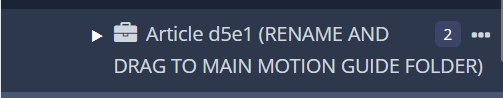 Article d5e1 (RENAME AND 2
DRAG TO MAIN MOTION GUIDE FOLDER)